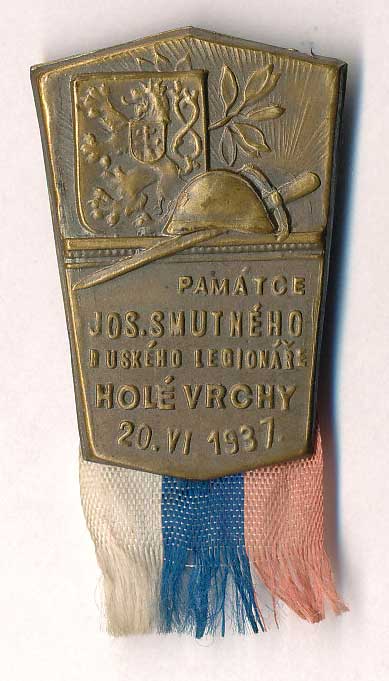 PAMÁTCE
JOS. SMUTNÉHO
RUSKÉHO LEGIONÁŘE
HOLÉ VRCHY
20. VI 1937.